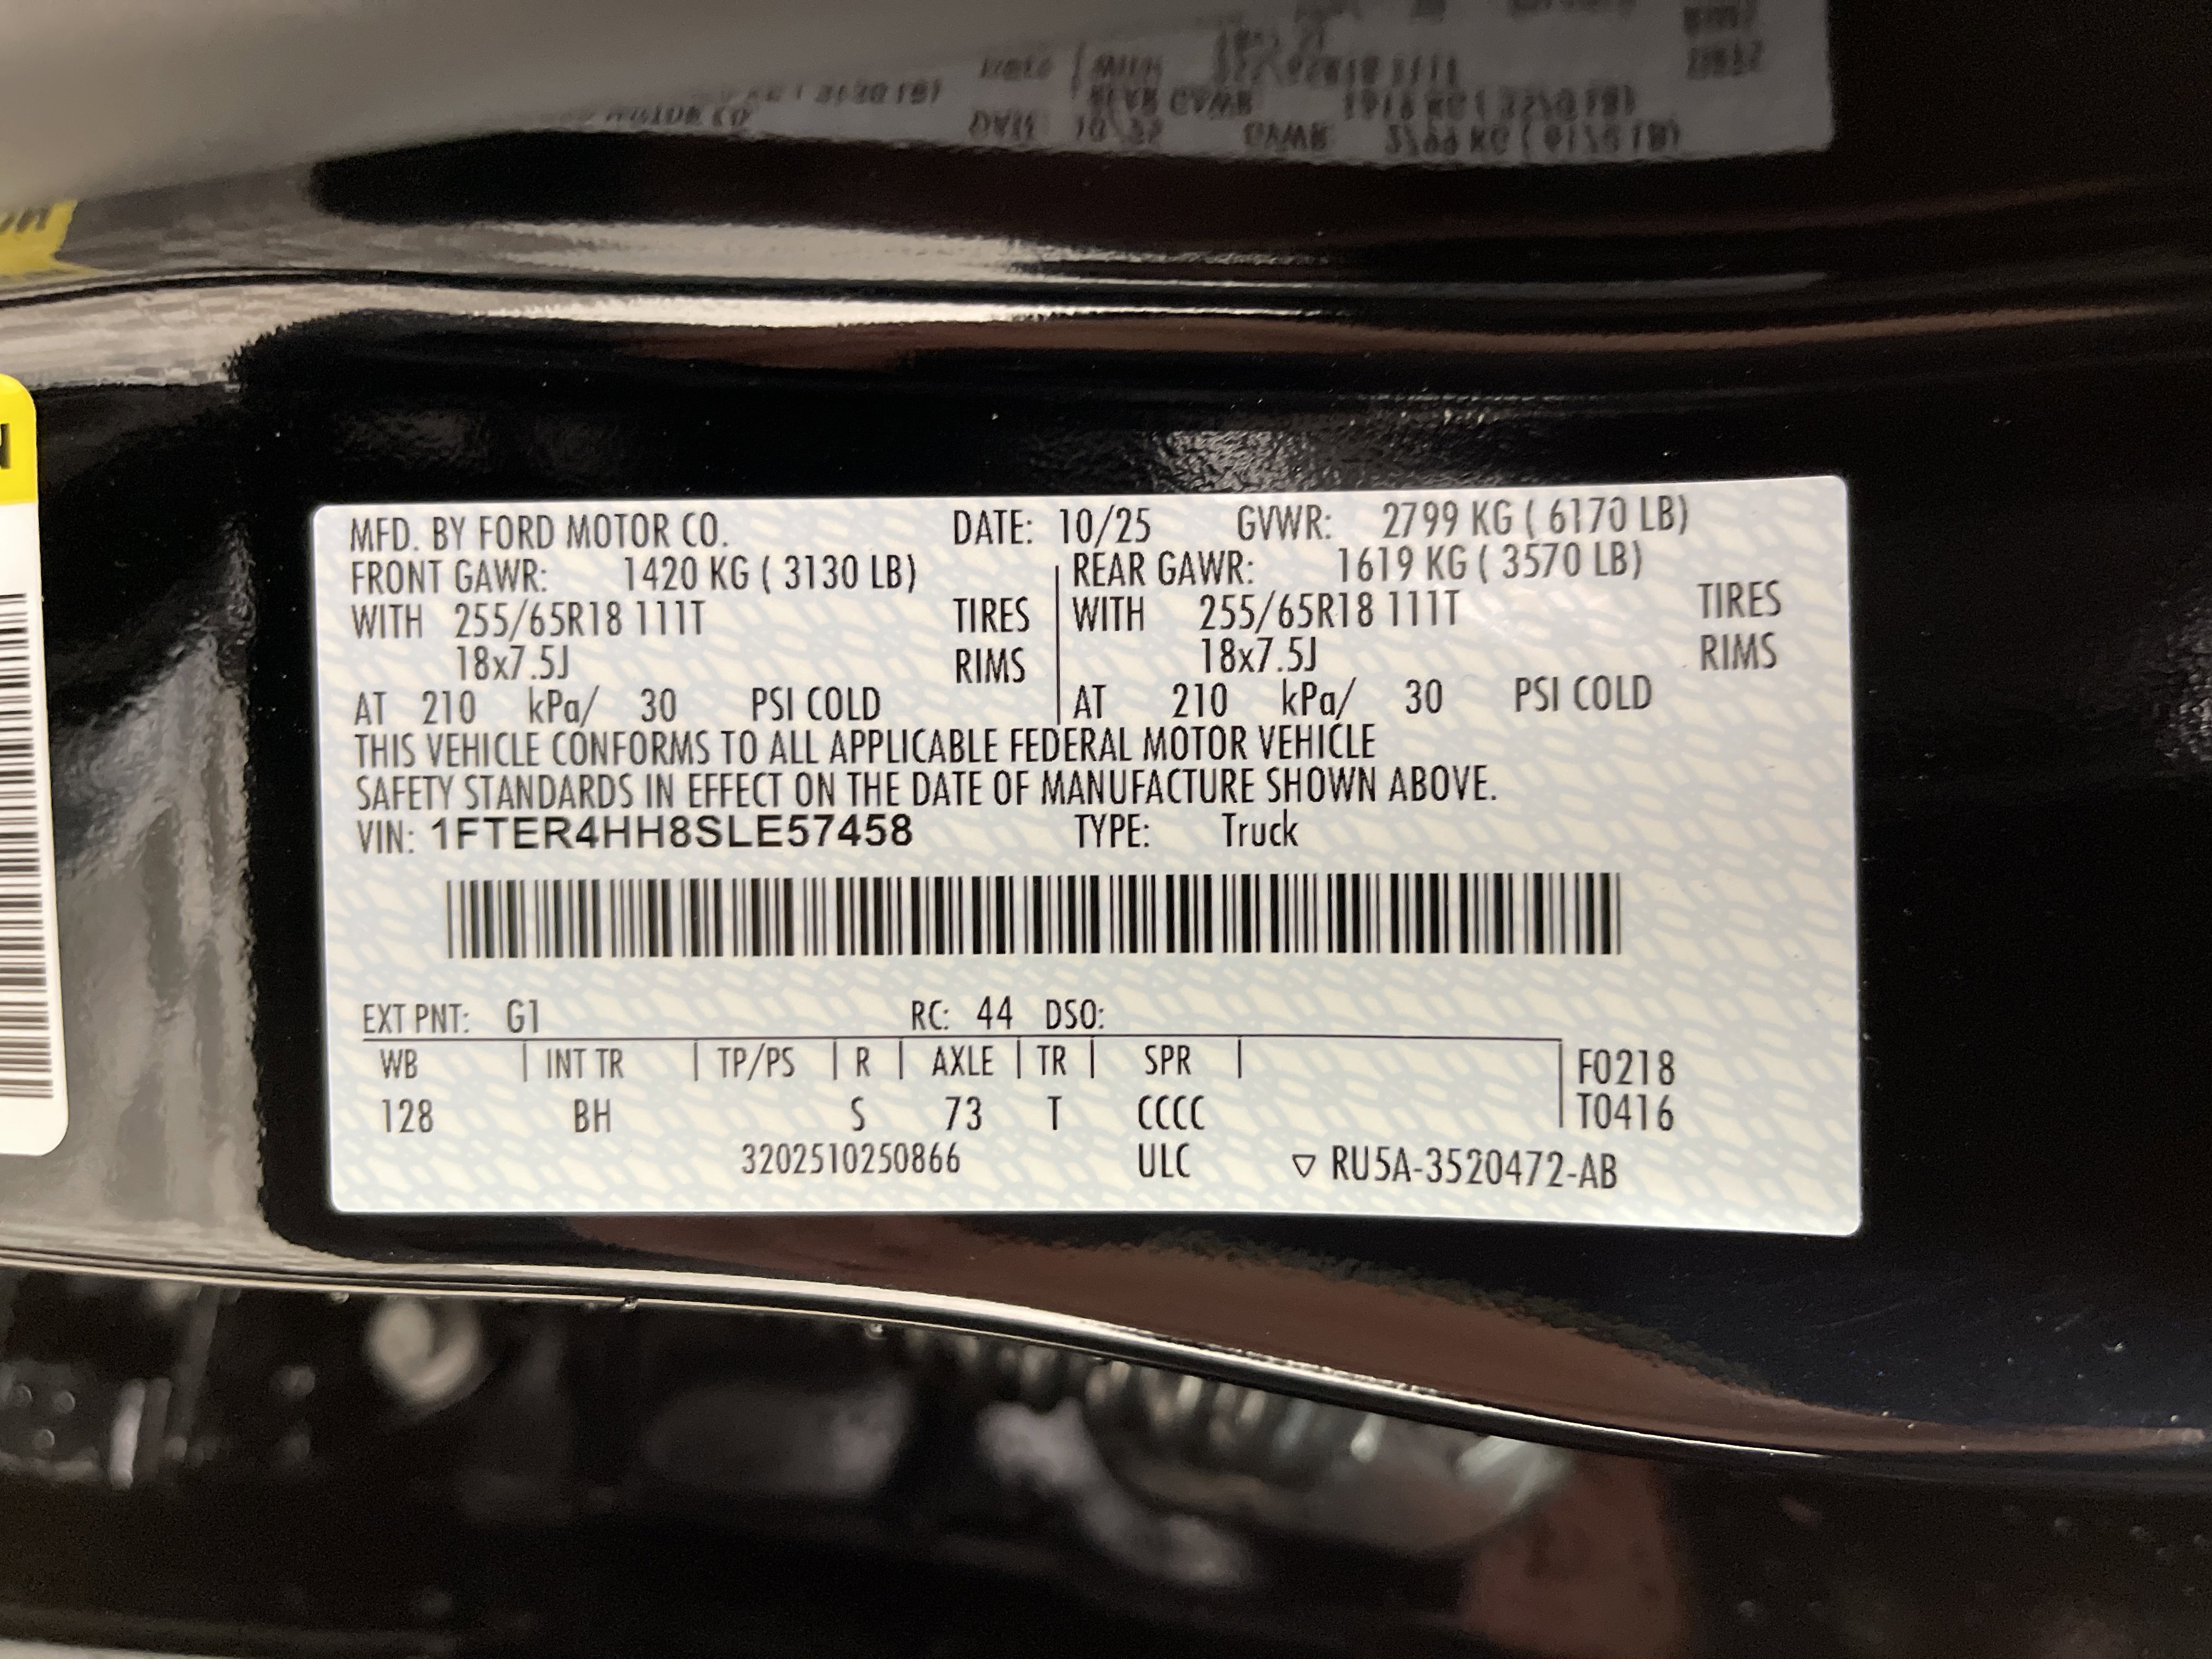 MFD. BY FORD MOTOR CO. DATE: 10/25 GVWR: 2799 KG ( 6170 LB)
FRONT GAWR: 1420 KG ( 3130 LB) REAR GAWR: 1619 KG ( 3570 LB)
WITH 255/65R18 111T TIRES WITH 255/65R18 111T TIRES
18x7.5J RIMS 18x7.5J RIMS
AT 210 kPa/ 30 PSI COLD AT 210 kPa/ 30 PSI COLD
THIS VEHICLE CONFORMS TO ALL APPLICABLE FEDERAL MOTOR VEHICLE
SAFETY STANDARDS IN EFFECT ON THE DATE OF MANUFACTURE SHOWN ABOVE.
VIN: 1FTER4HH8SLE57458 TYPE: Truck
EXT PNT: G1 RC: 44 DSO:
WB | INT TR | TP/PS | R | AXLE | TR | SPR | F0218
128 BH S 73 T CCCC T0416
3202510250866 ULC ▽ RU5A-3520472-AB